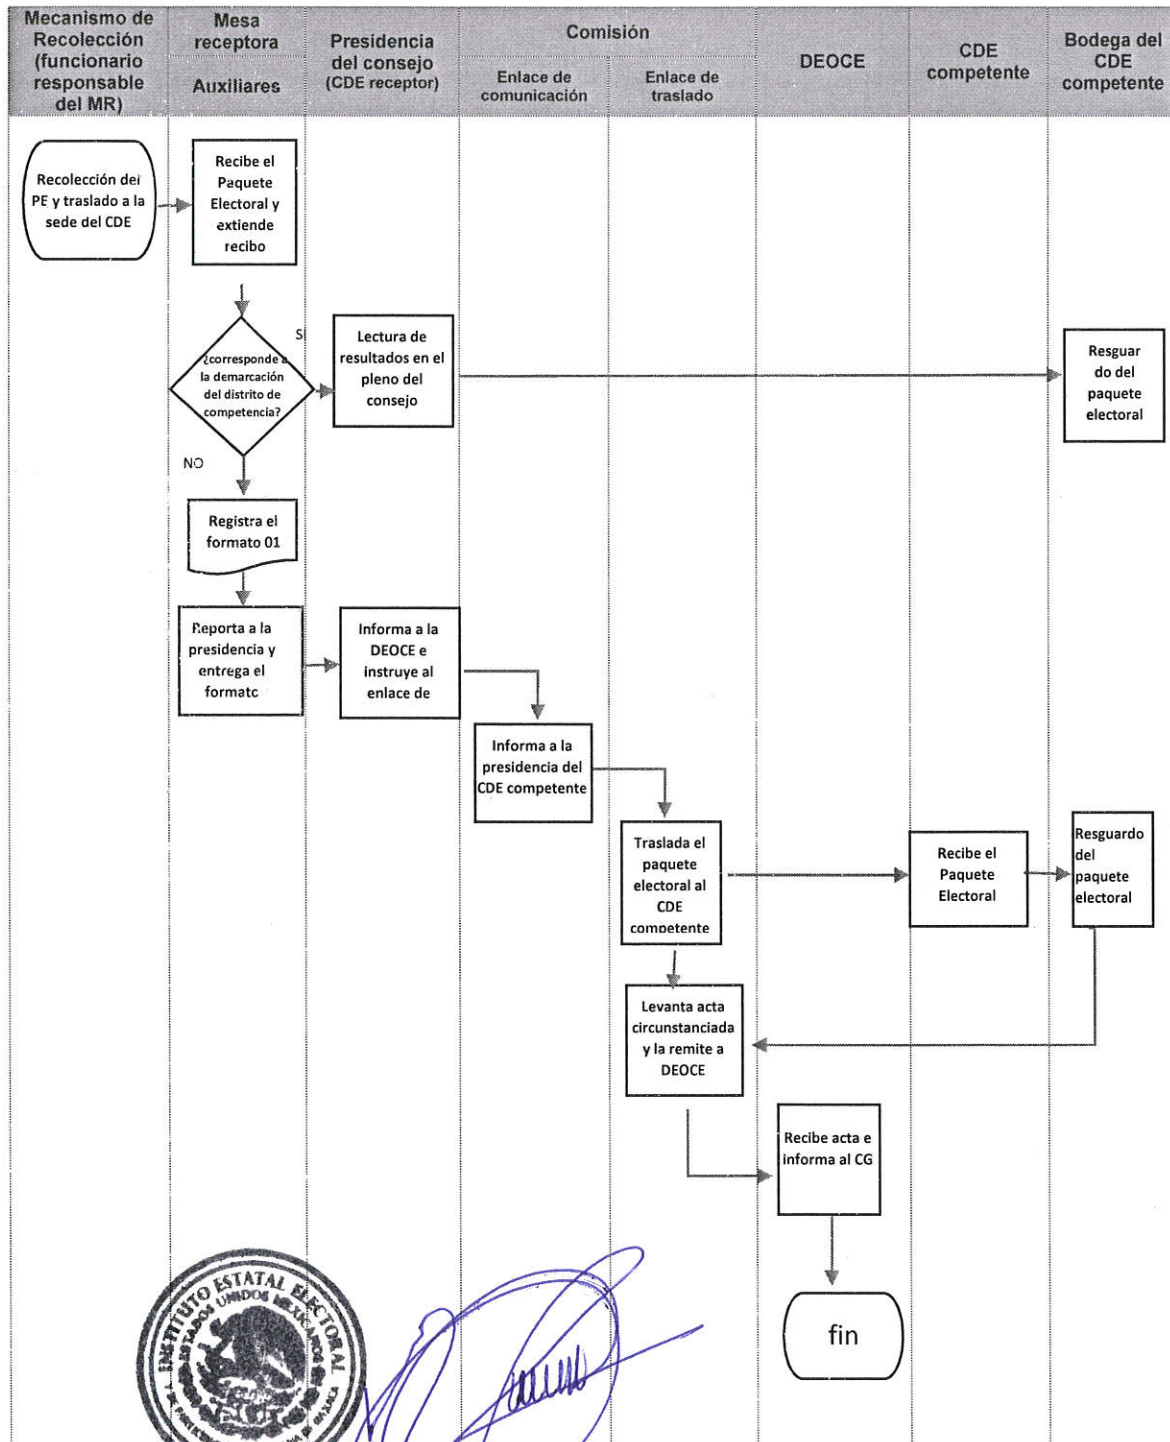 Mecanismo de
Recolección
(funcionario
responsable
del MR)
Mesa
receptora
Auxiliares
Presidencia
del consejo
(CDE receptor)
Comisión
Enlace de
comunicación
Enlace de
traslado
DEOCE
CDE
competente
Bodega del
CDE
competente
Recolección del
PE y traslado a la
sede del CDE
Recibe el
Paquete
Electoral y
extiende
recibo
¿corresponde a
la demarcación
del distrito de
competencia?
SI
NO
Lectura de
resultados en el
pleno del
consejo
Resguar
do del
paquete
electoral
Registra el
formato 01
Reporta a la
presidencia y
entrega el
formato
Informa a la
DEOCE e
instruye al
enlace de
Informa a la
presidencia del
CDE competente
Traslada el
paquete
electoral al
CDE
competente
Recibe el
Paquete
Electoral
Resguardo
del
paquete
electoral
Levanta acta
circunstanciada
y la remite a
DEOCE
Recibe acta e
informa al CG
fin
INSTITUTO ESTATAL ELECTORAL
ESTADOS UNIDOS MEXICANOS